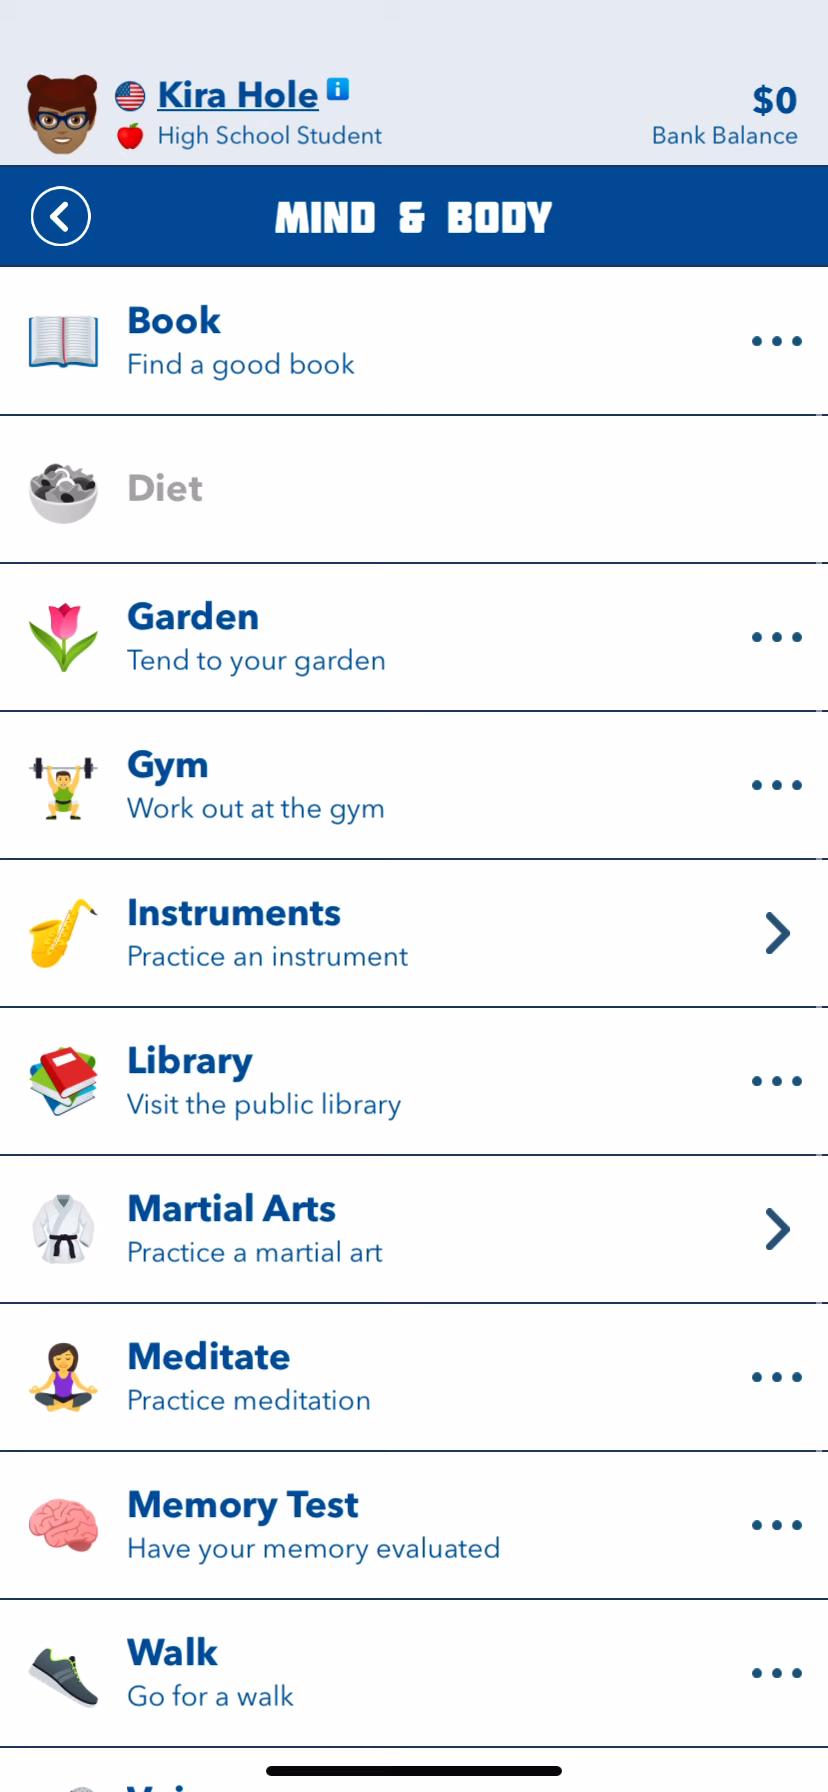 Kira Hole
High School Student
$0
Bank Balance
MIND & BODY
Book
Find a good book
Diet
Garden
Tend to your garden
Gym
Work out at the gym
Instruments
Practice an instrument
Library
Visit the public library
Martial Arts
Practice a martial art
Meditate
Practice meditation
Memory Test
Have your memory evaluated
Walk
Go for a walk